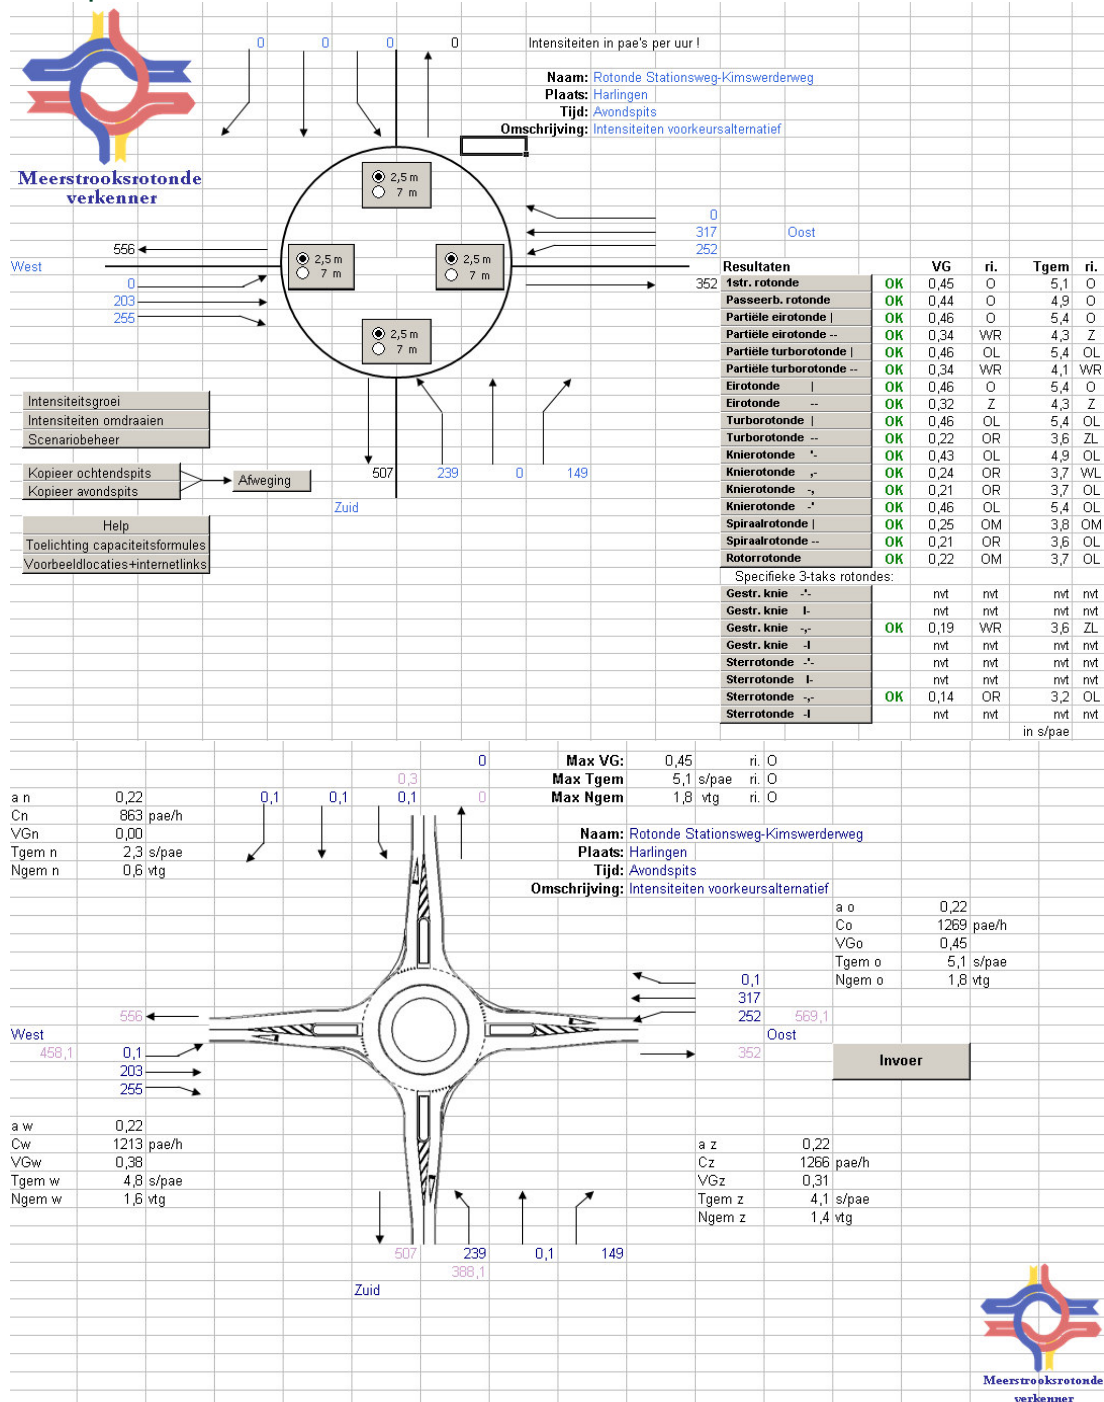 0 0 0 0 Intensiteiten in pae's per uur !
Naam: Rotonde Stationsweg-Kimswerderweg
Plaats: Harlingen
Tijd: Avondspits
Omschrijving: Intensiteiten voorkeursalternatief
Meerstrooksrotonde
verkenner
2,5 m
7 m
0
317 Oost
252
556
2,5 m 2,5 m
7 m 7 m
West
0
203
255
352
2,5 m
7 m
Resultaten VG ri. Tgem ri.
1str. rotonde OK 0,45 O 5,1 O
Passeerb. rotonde OK 0,44 O 4,9 O
Partiële eirotonde | OK 0,46 O 5,4 O
Partiële eirotonde -- OK 0,34 WR 4,3 Z
Partiële turborotonde | OK 0,46 OL 5,4 OL
Partiële turborotonde -- OK 0,34 WR 4,1 WR
Eirotonde | OK 0,46 O 5,4 O
Eirotonde -- OK 0,32 Z 4,3 Z
Turborotonde | OK 0,46 OL 5,4 OL
Turborotonde -- OK 0,22 OR 3,6 ZL
Knierotonde '- OK 0,43 OL 4,9 OL
Knierotonde ,- OK 0,24 OR 3,7 WL
Knierotonde -, OK 0,21 OR 3,7 OL
Knierotonde -' OK 0,46 OL 5,4 OL
Spiraalrotonde | OK 0,25 OM 3,8 OM
Spiraalrotonde -- OK 0,21 OR 3,6 OL
Rotorrotonde OK 0,22 OM 3,7 OL
Specifieke 3-taks rotondes:
Gestr. knie -'- nvt nvt nvt nvt
Gestr. knie I- nvt nvt nvt nvt
Gestr. knie -,- OK 0,19 WR 3,6 ZL
Gestr. knie -I nvt nvt nvt nvt
Sterrotonde -'- nvt nvt nvt nvt
Sterrotonde I- nvt nvt nvt nvt
Sterrotonde -,- OK 0,14 OR 3,2 OL
Sterrotonde -I nvt nvt nvt nvt
in s/pae
Intensiteitsgroei
Intensiteiten omdraaien
Scenariobeheer
Kopieer ochtendspits
Kopieer avondspits
Afweging
Help
Toelichting capaciteitsformules
Voorbeeldlocaties+internetlinks
507 239 0 149
Zuid
0 Max VG: 0,45 ri. O
0,3 Max Tgem 5,1 s/pae ri. O
0,1 0,1 0,1 0 Max Ngem 1,8 vtg ri. O
a n 0,22
Cn 863 pae/h
VGn 0,00
Tgem n 2,3 s/pae
Ngem n 0,6 vtg
Naam: Rotonde Stationsweg-Kimswerderweg
Plaats: Harlingen
Tijd: Avondspits
Omschrijving: Intensiteiten voorkeursalternatief
a o 0,22
Co 1269 pae/h
VGo 0,45
Tgem o 5,1 s/pae
Ngem o 1,8 vtg
0,1
317
252 569,1
Oost
352
556
West
458,1 0,1
203
255
Invoer
a w 0,22
Cw 1213 pae/h
VGw 0,38
Tgem w 4,8 s/pae
Ngem w 1,6 vtg
a z 0,22
Cz 1266 pae/h
VGz 0,31
Tgem z 4,1 s/pae
Ngem z 1,4 vtg
507 239 0,1 149
388,1
Zuid
Meerstrooksrotonde
verkenner